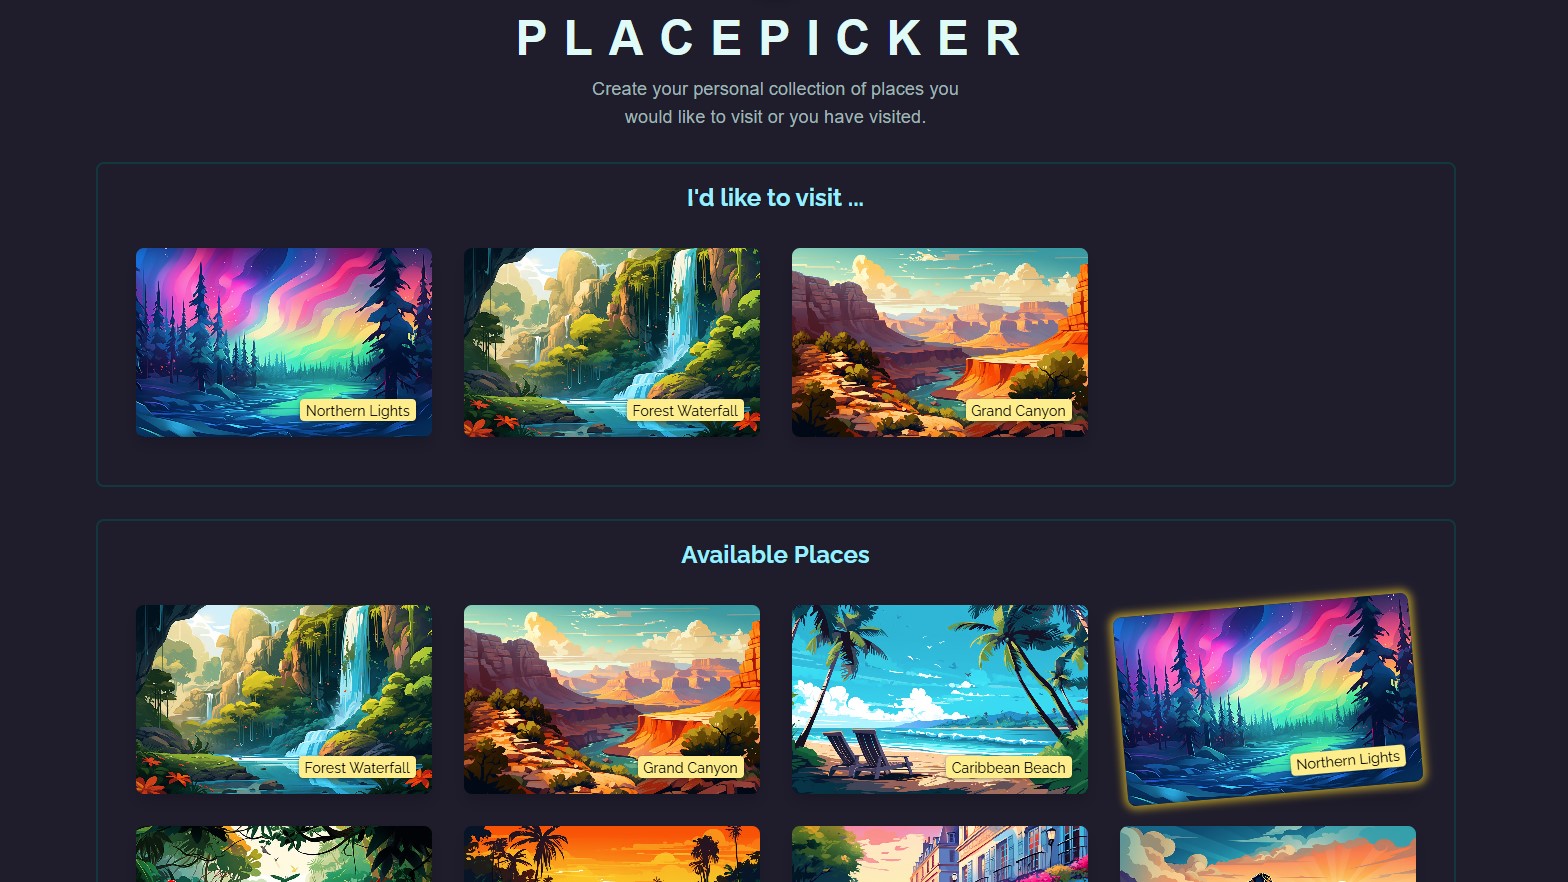 PLACEPICKER
Create your personal collection of places you
would like to visit or you have visited.
I'd like to visit ...
Northern Lights
Forest Waterfall
Grand Canyon
Available Places
Forest Waterfall
Grand Canyon
Caribbean Beach
Northern Lights